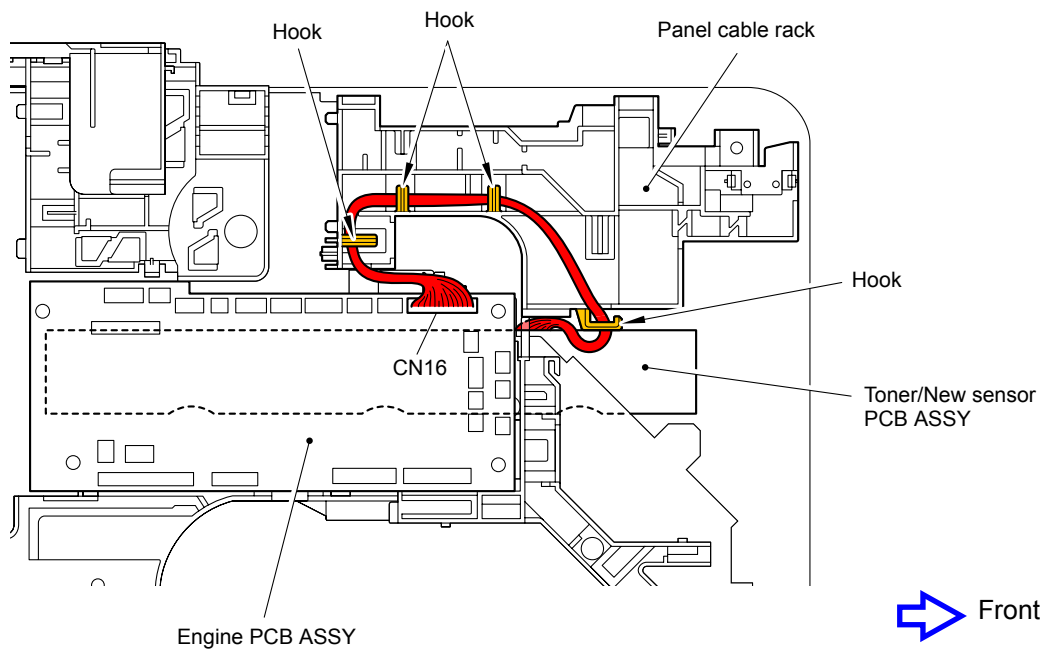 Hook
Hook
Panel cable rack
Hook
CN16
Toner/New sensor
PCB ASSY
Front
Engine PCB ASSY